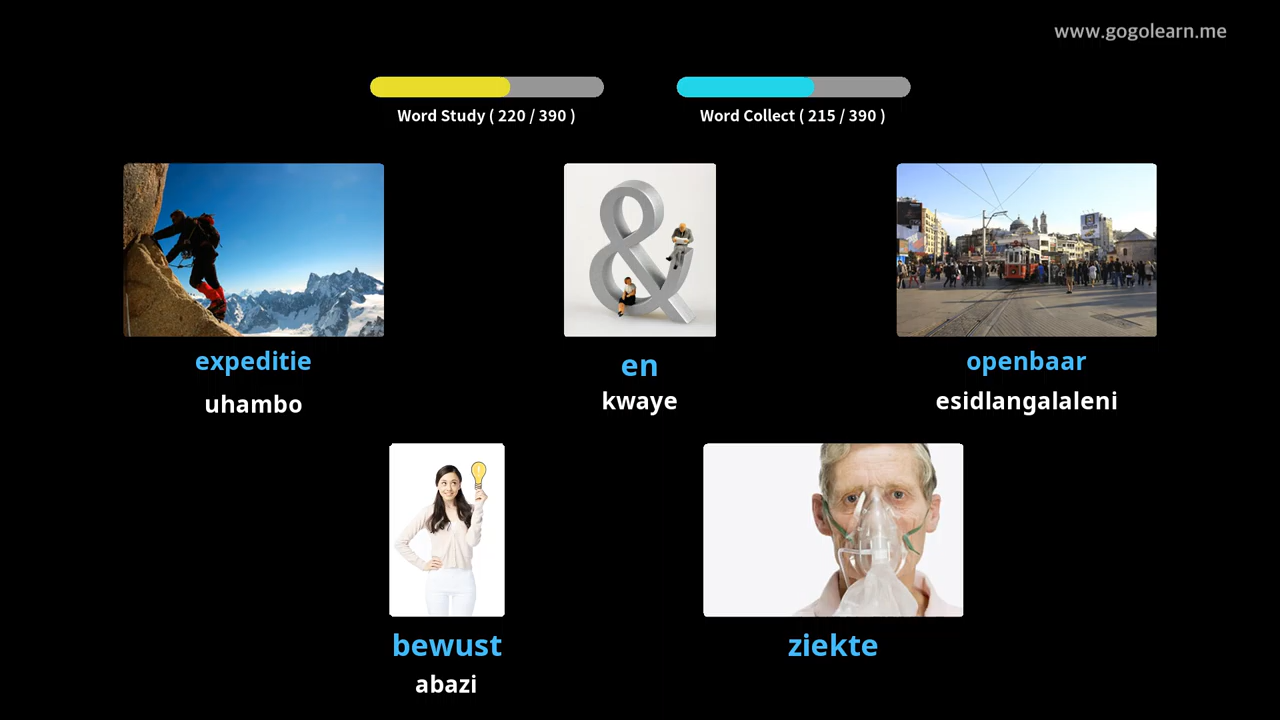 www.gogolearn.me
Word Study ( 220 / 390 )
Word Collect ( 215 / 390 )
&
expeditie
uhambo
en
kwaye
openbaar
esidlangalaleni
bewust
abazi
ziekte